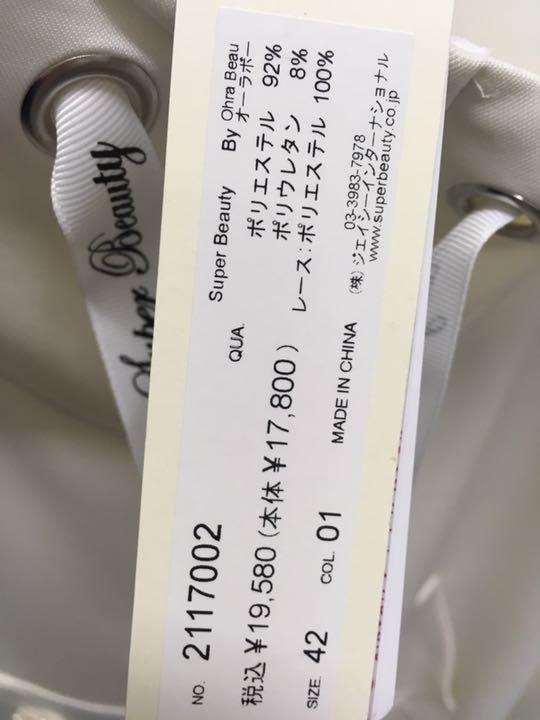 NO. 2117002
Super Beauty By Ohra Beau
オーラボー
QUA. ポリエステル 92%
ポリウレタン 8%
レース:ポリエステル 100%
税込¥19,580(本体¥17,800)
SIZE. 42 COL. 01 MADE IN CHINA
03-3983-7978
(株)ジェイシーインターナショナル
www.superbeauty.co.jp
Super Beauty